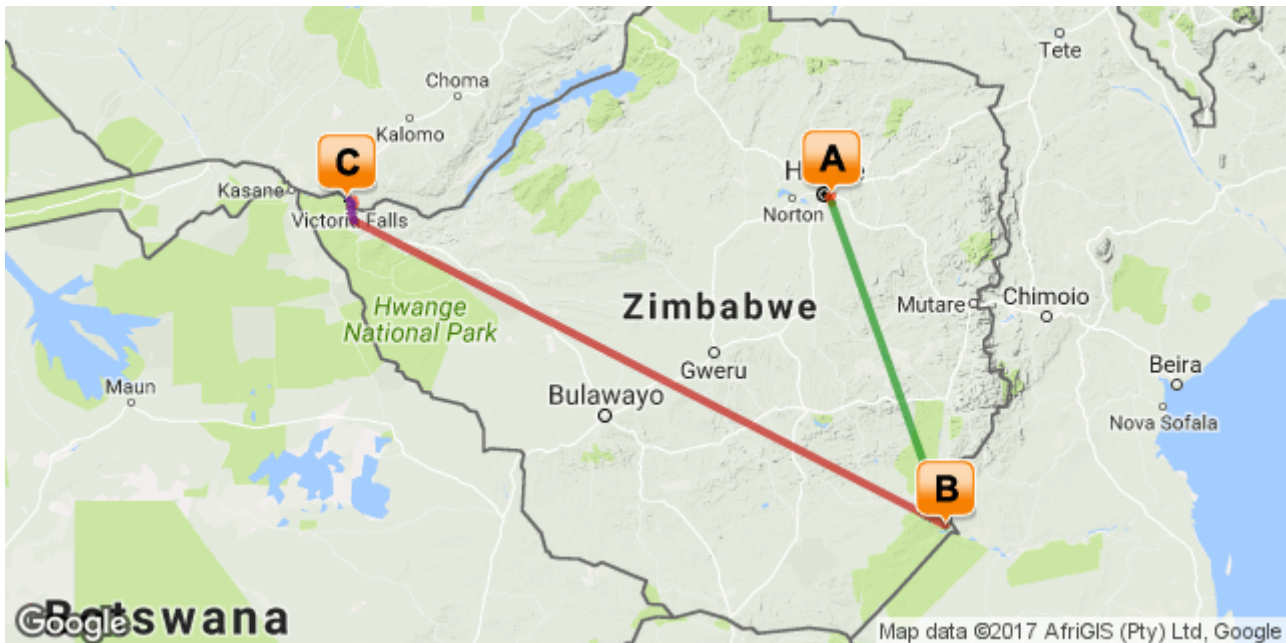 Tete
Choma
Kalomo
C
A
Kasane
H e
Norton
Victoria Falls
Zimbabwe
Mutare
Chimoio
Hwange
National Park
Gweru
Beira
Maun
Bulawayo
Nova Sofala
B
Botswana
Google
Map data ©2017 AfriGIS (Pty) Ltd, Google